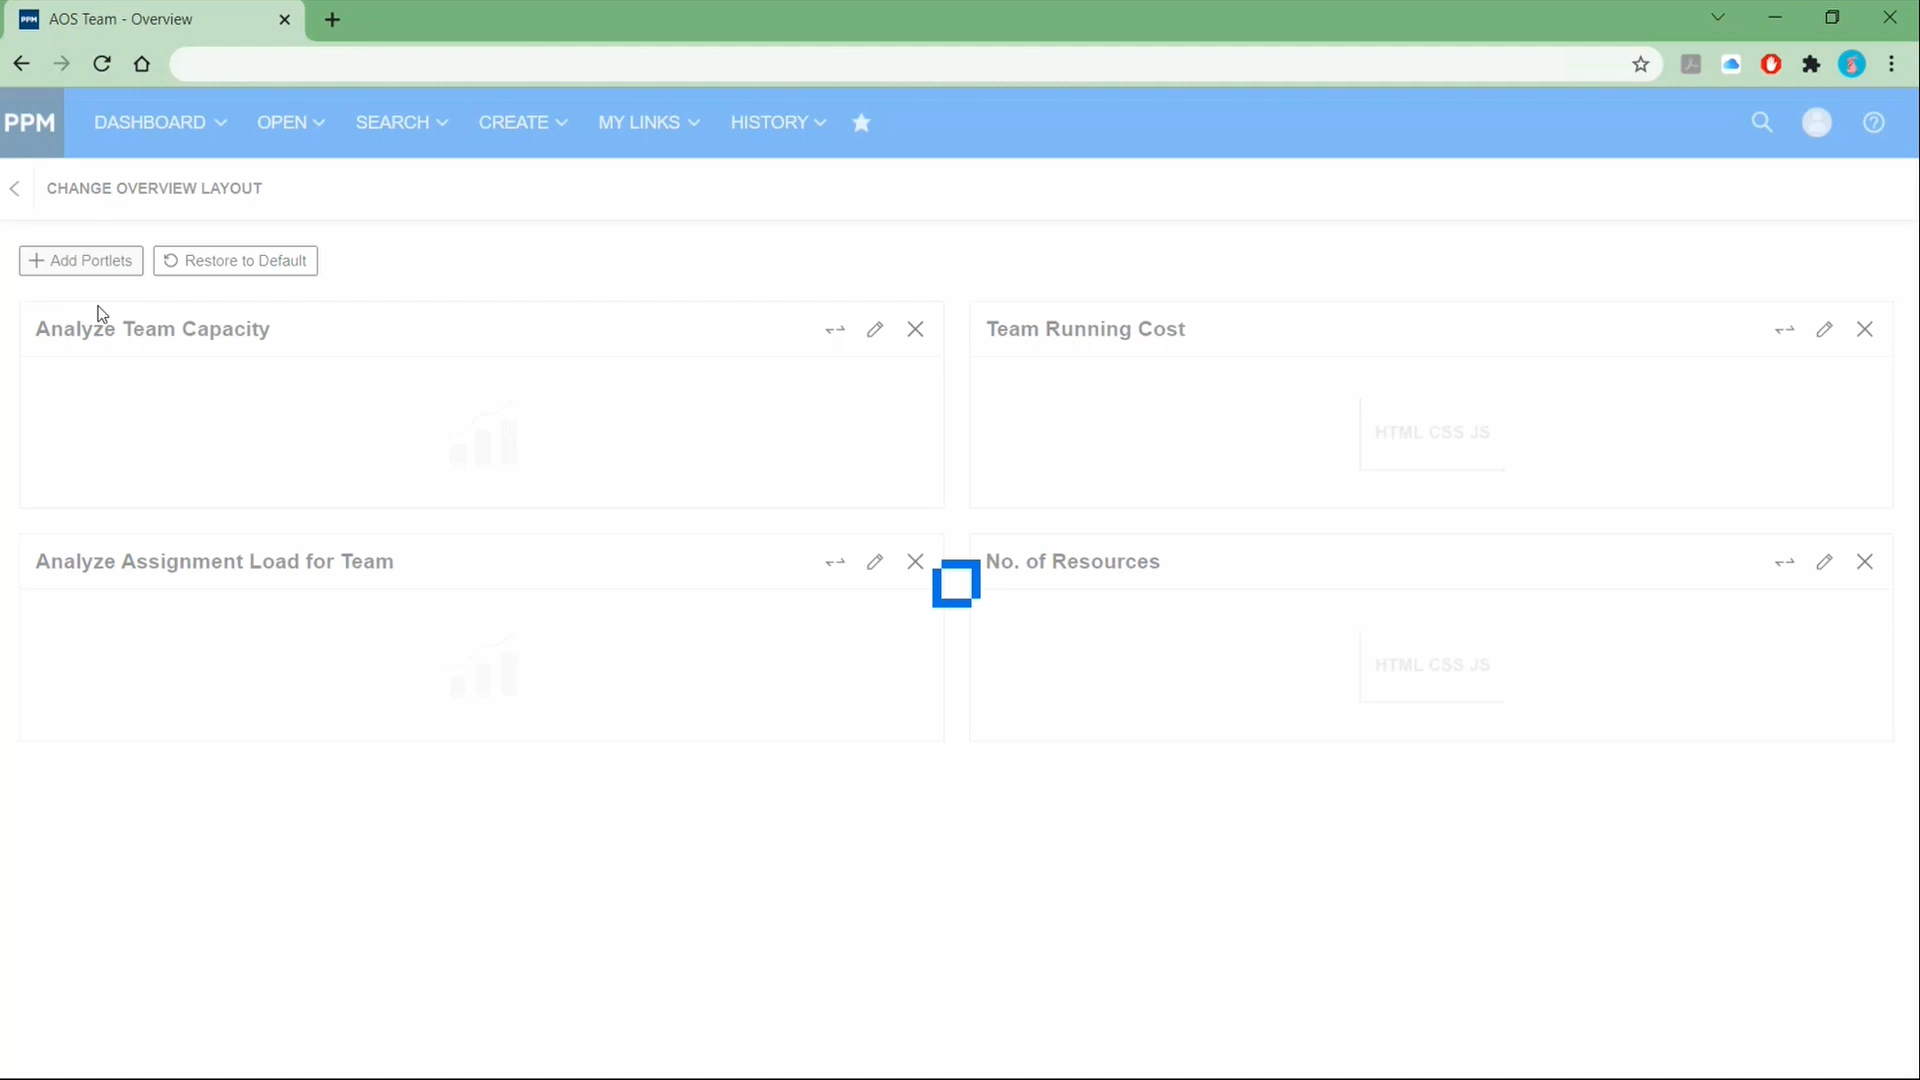 PPM AOS Team - Overview
PPM DASHBOARD OPEN SEARCH CREATE MY LINKS HISTORY
CHANGE OVERVIEW LAYOUT
Add Portlets Restore to Default
Analyze Team Capacity
Team Running Cost
HTML CSS JS
Analyze Assignment Load for Team
No. of Resources
HTML CSS JS